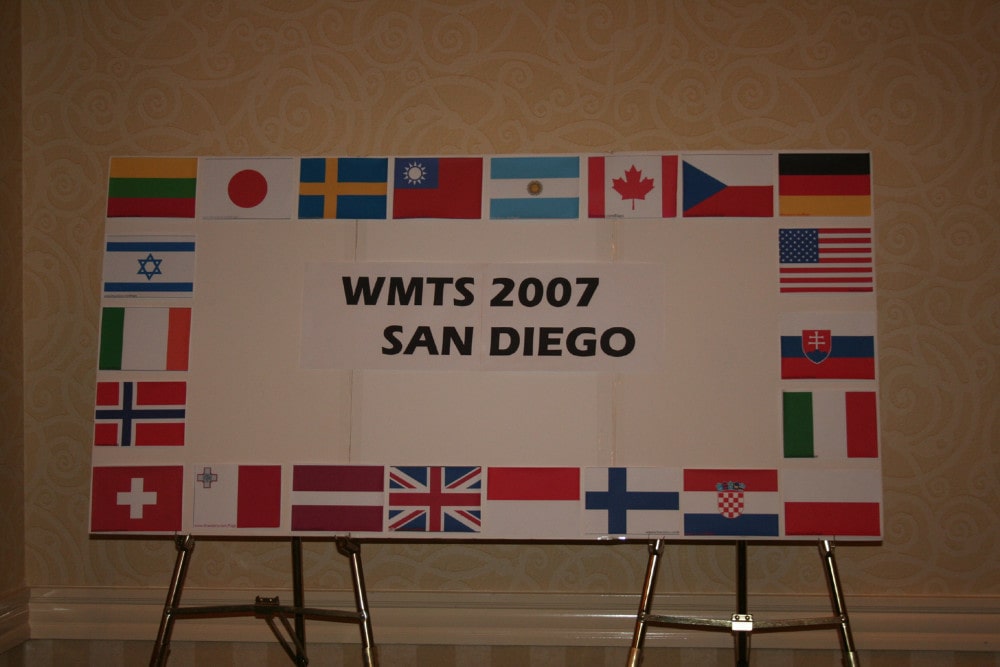 WMTS 2007
SAN DIEGO